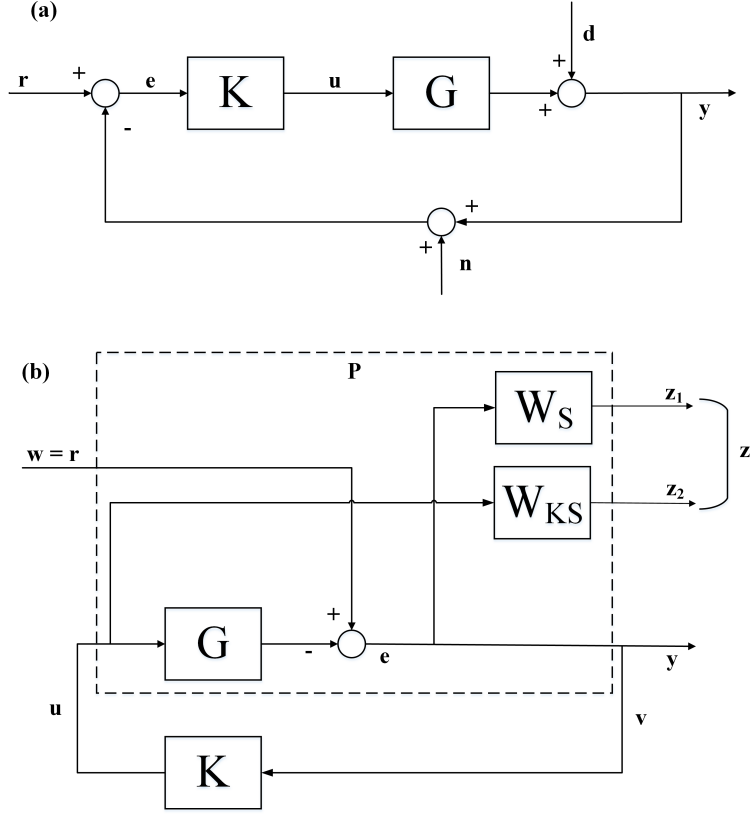 (a)
d
+
r + e K u G + y
-
+
+ n
(b) P
W_S z_1
w = r z
W_KS z_2
+
G - e y
u v
K